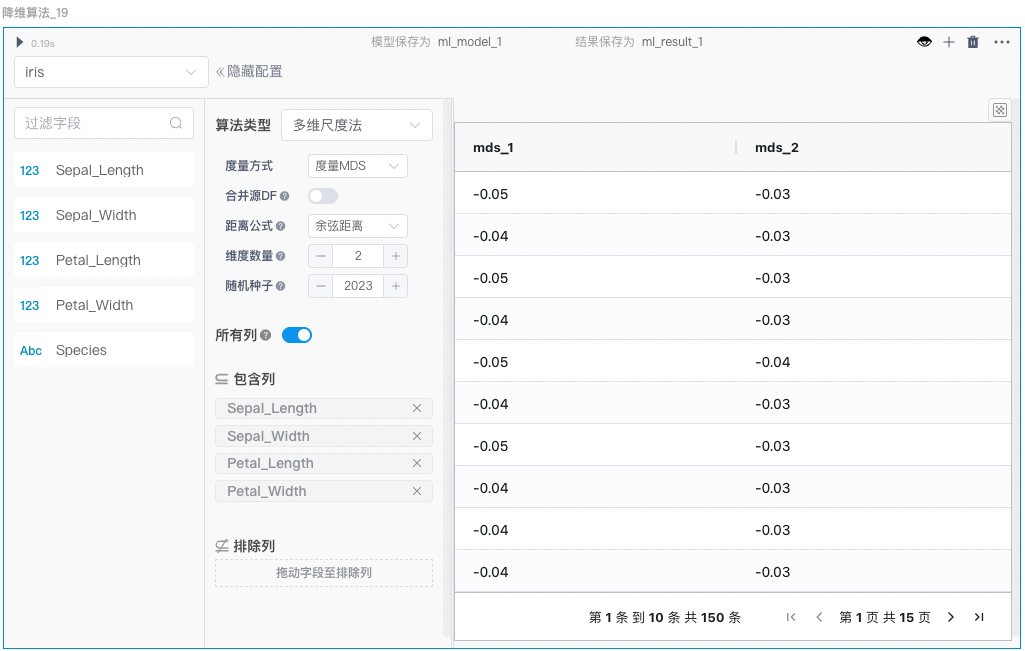 降维算法_19
0.19s
模型保存为 ml_model_1
结果保存为 ml_result_1
iris
隐藏配置
过滤字段
123 Sepal_Length
123 Sepal_Width
123 Petal_Length
123 Petal_Width
Abc Species
算法类型 多维尺度法
度量方式 度量MDS
合并源DF
距离公式 余弦距离
维度数量 2
随机种子 2023
所有列
包含列
Sepal_Length
Sepal_Width
Petal_Length
Petal_Width
排除列
拖动字段至排除列
mds_1 mds_2
-0.05 -0.03
-0.04 -0.03
-0.05 -0.03
-0.04 -0.03
-0.05 -0.04
-0.04 -0.03
-0.05 -0.03
-0.04 -0.03
-0.04 -0.03
-0.04 -0.03
第 1 条 到 10 条 共 150 条
第 1 页 共 15 页